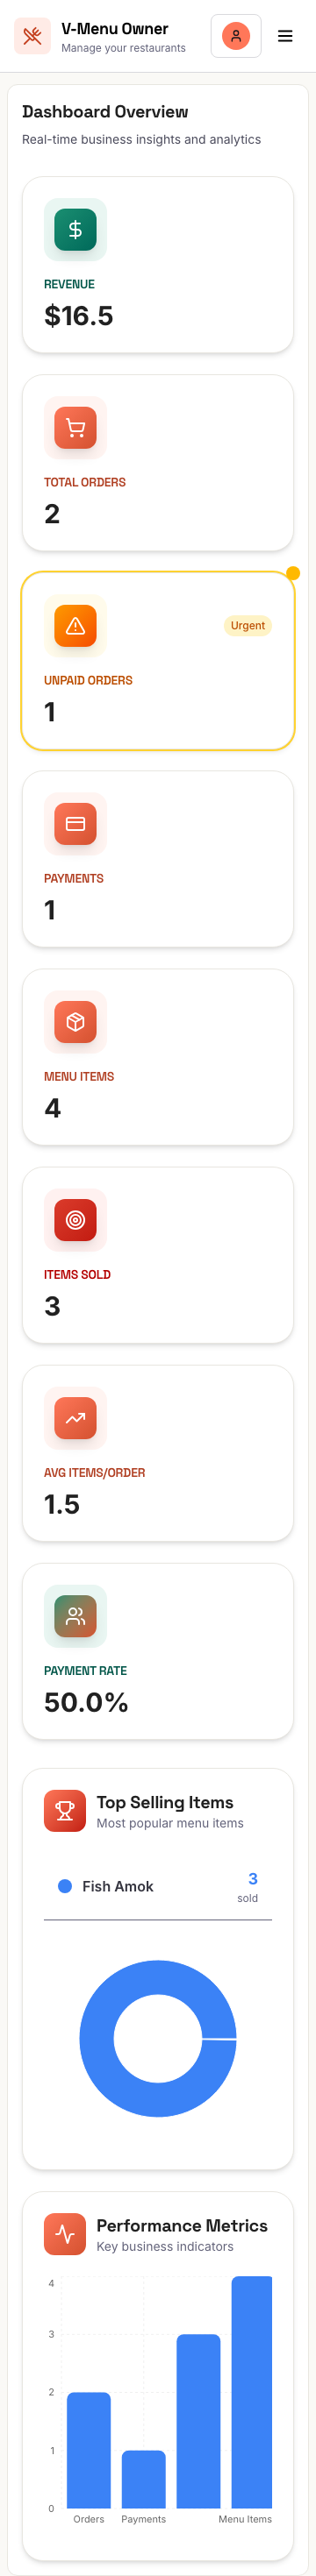 V-Menu Owner
Manage your restaurants
Dashboard Overview
Real-time business insights and analytics
REVENUE
$16.5
TOTAL ORDERS
2
Urgent
UNPAID ORDERS
1
PAYMENTS
1
MENU ITEMS
4
ITEMS SOLD
3
AVG ITEMS/ORDER
1.5
PAYMENT RATE
50.0%
Top Selling Items
Most popular menu items
Fish Amok
3
sold
Performance Metrics
Key business indicators
4
3
2
1
0
Orders Payments Menu Items